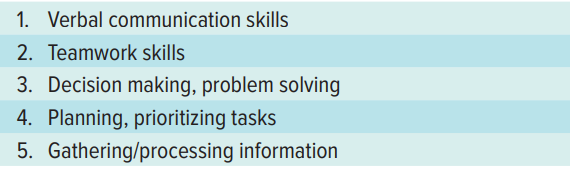 1. Verbal communication skills
2. Teamwork skills
3. Decision making, problem solving
4. Planning, prioritizing tasks
5. Gathering/processing information